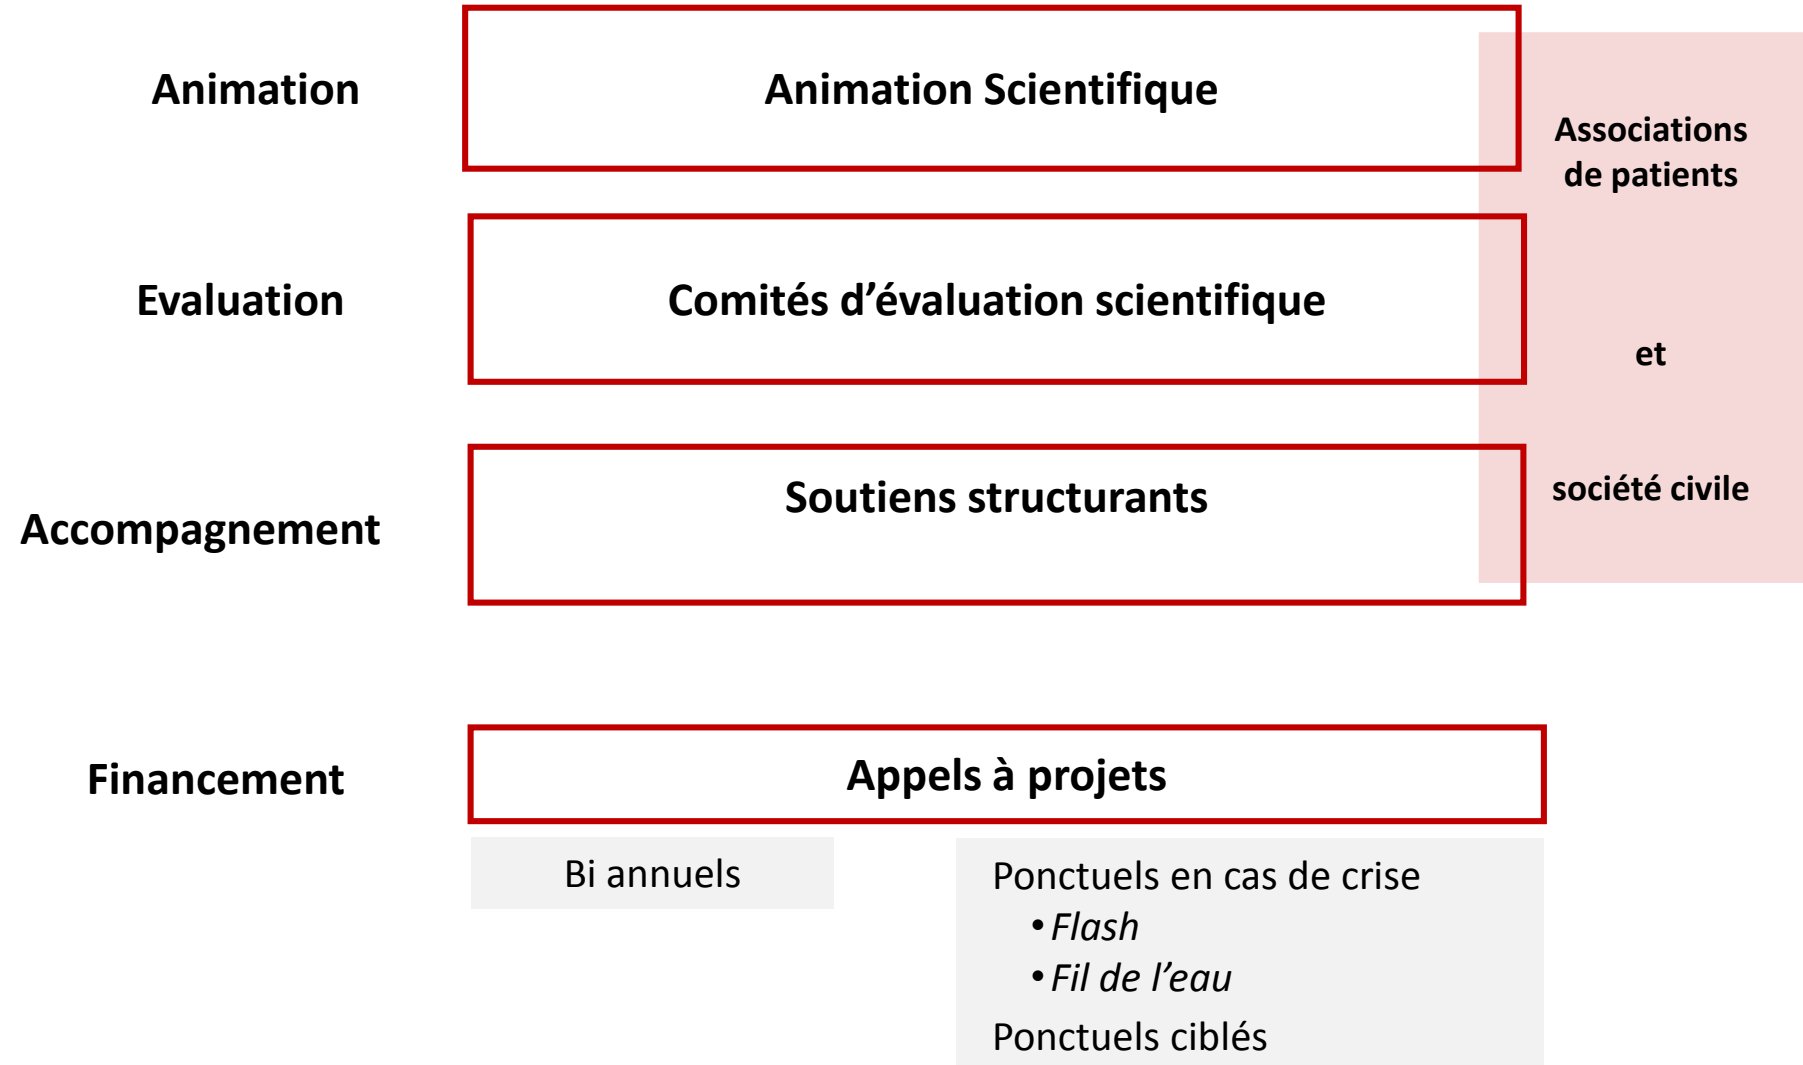 Animation
Animation Scientifique
Associations
de patients
Evaluation
Comités d’évaluation scientifique
et
société civile
Accompagnement
Soutiens structurants
Financement
Appels à projets
Bi annuels
Ponctuels en cas de crise
• Flash
• Fil de l’eau
Ponctuels ciblés